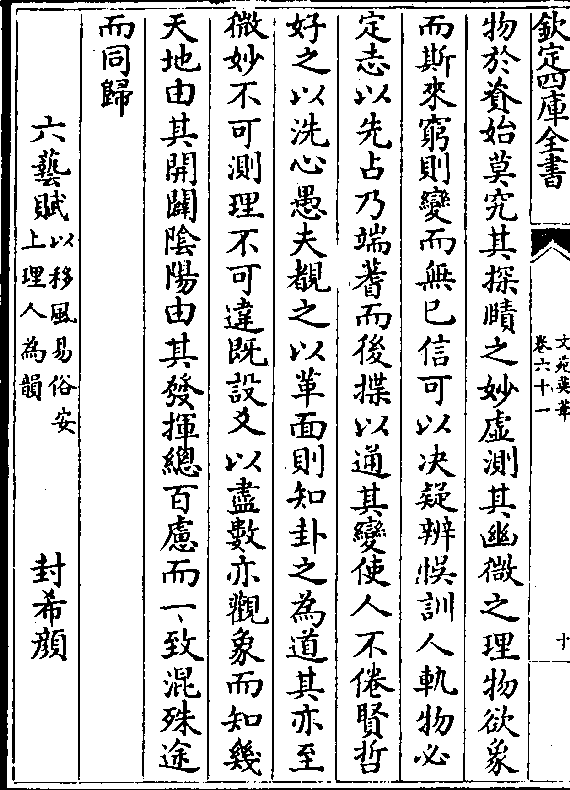 欽定四庫全書
文苑英華
卷六十一
十
物於資始莫究其探賾之妙虛測其幽微之理物欲象
而斯來窮則變而無已信可以决疑辨悮訓人軌物必
定志以先占乃端蓍而後揲以通其變使人不倦賢哲
好之以洗心愚夫覩之以革面則知卦之為道其亦至
微妙不可測理不可違既設爻以盡數亦觀象而知幾
天地由其開闢陰陽由其發揮總百慮而一致混殊途
而同歸
六藝賦以移風易俗安
上理人為韻
封希顔